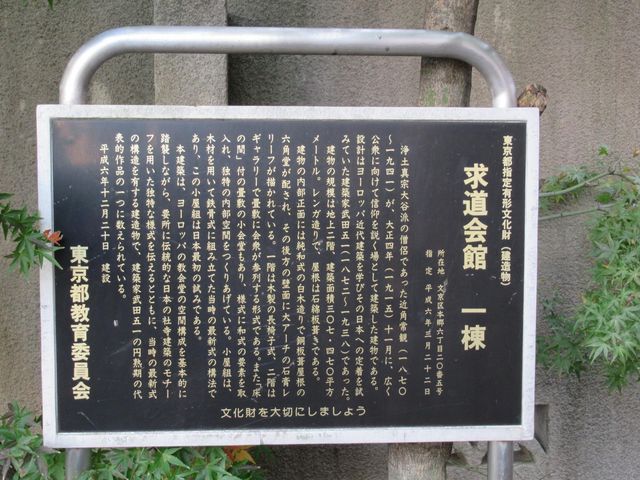 東京都指定有形文化財（建造物）
求道会館 一棟
所在地 文京区本郷六丁目二〇番五号
指定 平成六年三月二十二日
浄土真宗大谷派の僧侶であった近角常観（一八七〇
〜一九四一）が、大正四年（一九一五）十一月に、広く
公衆に向けて信仰を説く場として建築した建物である。
設計はヨーロッパ近代建築を学びその日本への定着を試
みていた建築家武田五一（一八七二〜一九三八）であった。
建物の規模は地上二階、建築面積三〇七・四七〇平方
メートル。レンガ造りで、屋根は石綿板葺きである。
建物の内部正面には純和式の白木造りで銅板葺屋根の
六角堂が配され、その後方の壁面に大アーチの石膏レ
リーフが描かれている。一階は木製の長椅子式、二階は
ギャラリーで畳敷に会衆が参列する形式である。また「床
の間」付の畳敷の小会堂もあり、様式に和式の要素を取
入れ、独特の内部空間をつくりあげている。小屋組は、
木材を用いて鉄骨式に組み立てた当時の最新式の構法で
あり、この小屋組は日本最初の試みである。
本建築は、ヨーロッパの教会堂の空間構成を基本的に
踏襲しながら、要所に伝統的な日本の社寺建築のモチー
フを用いた独特な様式を伝えるとともに、当時の最新式
の構造を有する建造物で、建築家武田五一の円熟期の代
表的作品の一つに数えられている。
平成六年十二月二十日 建設
東京都教育委員会
文化財を大切にしましょう